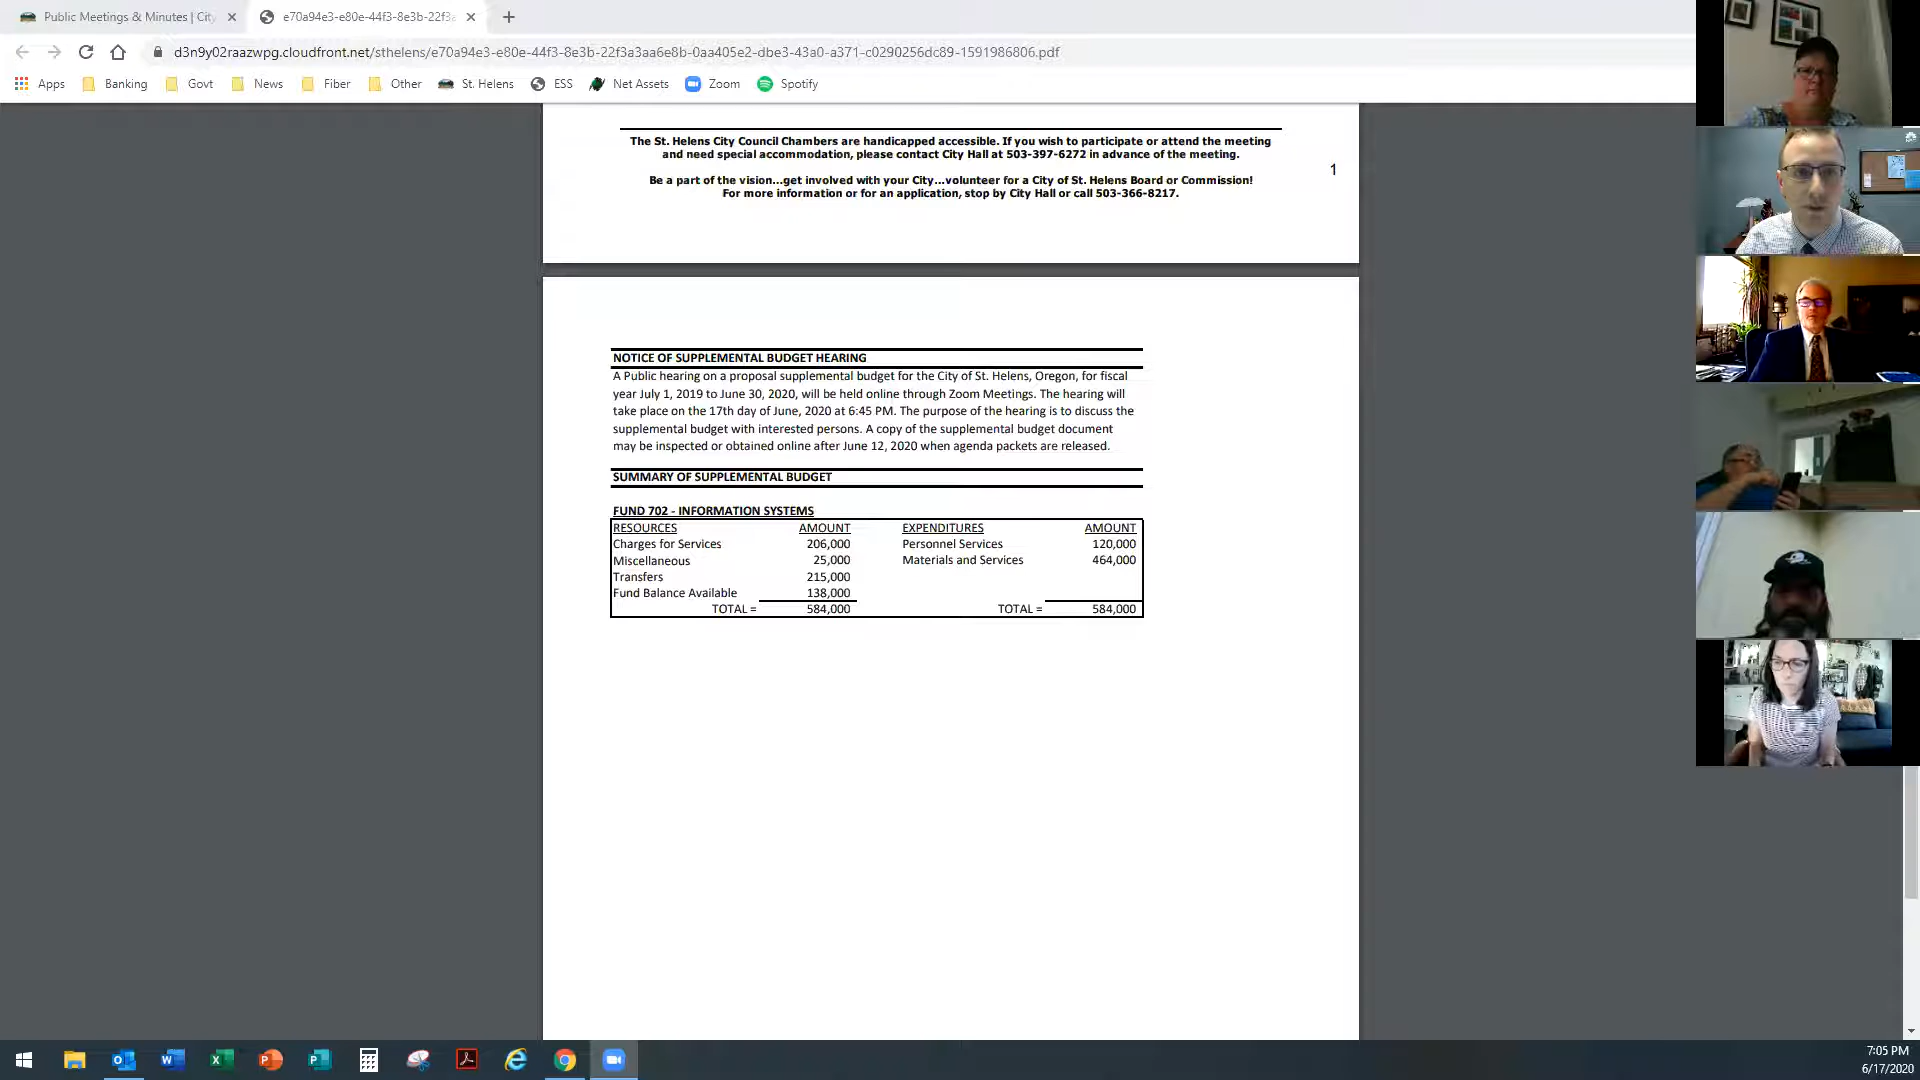 Public Meetings & Minutes | City
e70a94e3-e80e-44f3-8e3b-22f3a
d3n9y02raazwpg.cloudfront.net/sthelens/e70a94e3-e80e-44f3-8e3b-22f3a3aa6e8b-0aa405e2-dbe3-43a0-a371-c0290256dc89-1591986806.pdf
Apps Banking Govt News Fiber Other St. Helens ESS Net Assets Zoom Spotify
The St. Helens City Council Chambers are handicapped accessible. If you wish to participate or attend the meeting
and need special accommodation, please contact City Hall at 503-397-6272 in advance of the meeting.
1
Be a part of the vision...get involved with your City...volunteer for a City of St. Helens Board or Commission!
For more information or for an application, stop by City Hall or call 503-366-8217.
NOTICE OF SUPPLEMENTAL BUDGET HEARING
A Public hearing on a proposal supplemental budget for the City of St. Helens, Oregon, for fiscal
year July 1, 2019 to June 30, 2020, will be held online through Zoom Meetings. The hearing will
take place on the 17th day of June, 2020 at 6:45 PM. The purpose of the hearing is to discuss the
supplemental budget with interested persons. A copy of the supplemental budget document
may be inspected or obtained online after June 12, 2020 when agenda packets are released.
SUMMARY OF SUPPLEMENTAL BUDGET
FUND 702 - INFORMATION SYSTEMS
RESOURCES AMOUNT EXPENDITURES AMOUNT
Charges for Services 206,000 Personnel Services 120,000
Miscellaneous 25,000 Materials and Services 464,000
Transfers 215,000
Fund Balance Available 138,000
TOTAL = 584,000 TOTAL = 584,000
7:05 PM
6/17/2020